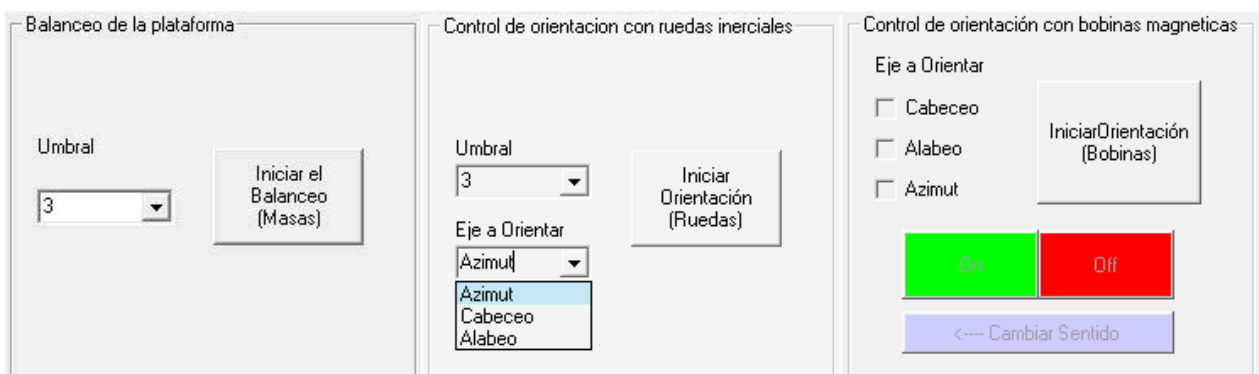 Balanceo de la plataforma
Umbral
3
Iniciar el
Balanceo
(Masas)
Control de orientacion con ruedas inerciales
Umbral
3
Iniciar
Orientación
(Ruedas)
Eje a Orientar
Azimut
Azimut
Cabeceo
Alabeo
Control de orientación con bobinas magneticas
Eje a Orientar
Cabeceo
Alabeo
Azimut
IniciarOrientación
(Bobinas)
On
Off
<---- Cambiar Sentido